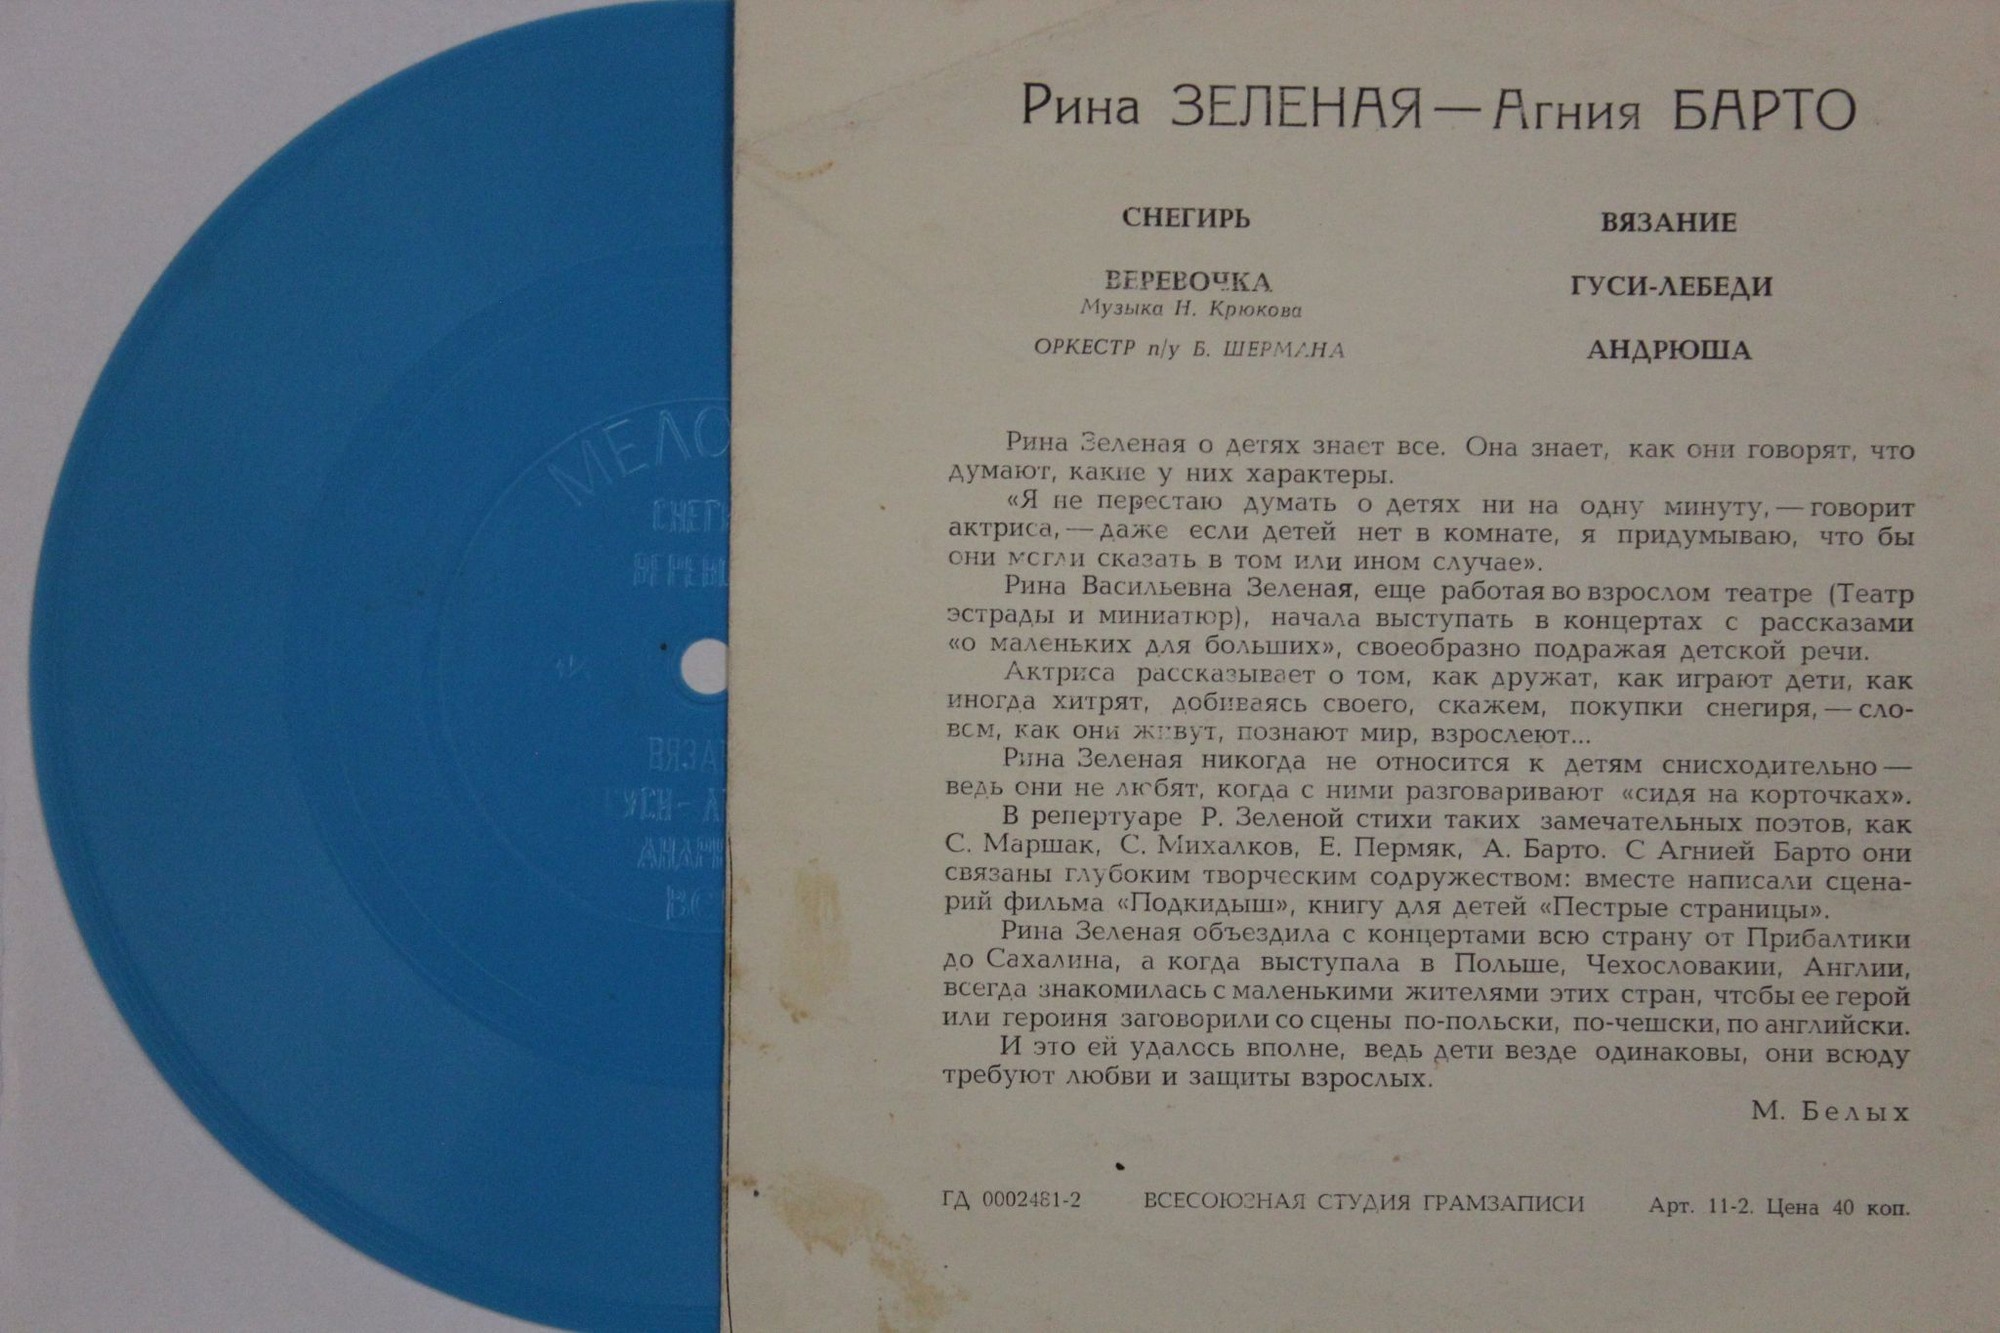 Рина ЗЕЛЕНАЯ — Агния БАРТО
СНЕГИРЬ
ВЕРЕВОЧКА
Музыка Н. Крюкова
ОРКЕСТР п/у Б. ШЕРМАНА
ВЯЗАНИЕ
ГУСИ-ЛЕБЕДИ
АНДРЮША
Рина Зеленая о детях знает все. Она знает, как они говорят, что
думают, какие у них характеры.
«Я не перестаю думать о детях ни на одну минуту, — говорит
актриса, — даже если детей нет в комнате, я придумываю, что бы
они могли сказать в том или ином случае».
Рина Васильевна Зеленая, еще работая во взрослом театре (Театр
эстрады и миниатюр), начала выступать в концертах с рассказами
«о маленьких для больших», своеобразно подражая детской речи.
Актриса рассказывает о том, как дружат, как играют дети, как
иногда хитрят, добиваясь своего, скажем, покупки снегиря, — сло-
вом, как они живут, познают мир, взрослеют...
Рина Зеленая никогда не относится к детям снисходительно —
ведь они не любят, когда с ними разговаривают «сидя на корточках».
В репертуаре Р. Зеленой стихи таких замечательных поэтов, как
С. Маршак, С. Михалков, Е. Пермяк, А. Барто. С Агнией Барто они
связаны глубоким творческим содружеством: вместе написали сцена-
рий фильма «Подкидыш», книгу для детей «Пестрые страницы».
Рина Зеленая объездила с концертами всю страну от Прибалтики
до Сахалина, а когда выступала в Польше, Чехословакии, Англии,
всегда знакомилась с маленькими жителями этих стран, чтобы ее герой
или героиня заговорили со сцены по-польски, по-чешски, по английски.
И это ей удалось вполне, ведь дети везде одинаковы, они всюду
требуют любви и защиты взрослых.
М. Белых
ГД 0002481-2 ВСЕСОЮЗНАЯ СТУДИЯ ГРАМЗАПИСИ Арт. 11-2. Цена 40 коп.
МЕЛО
СНЕГИ
ВЕРЕВО
ВЯЗА
ГУСИ-Л
АНДРЮ
ВС